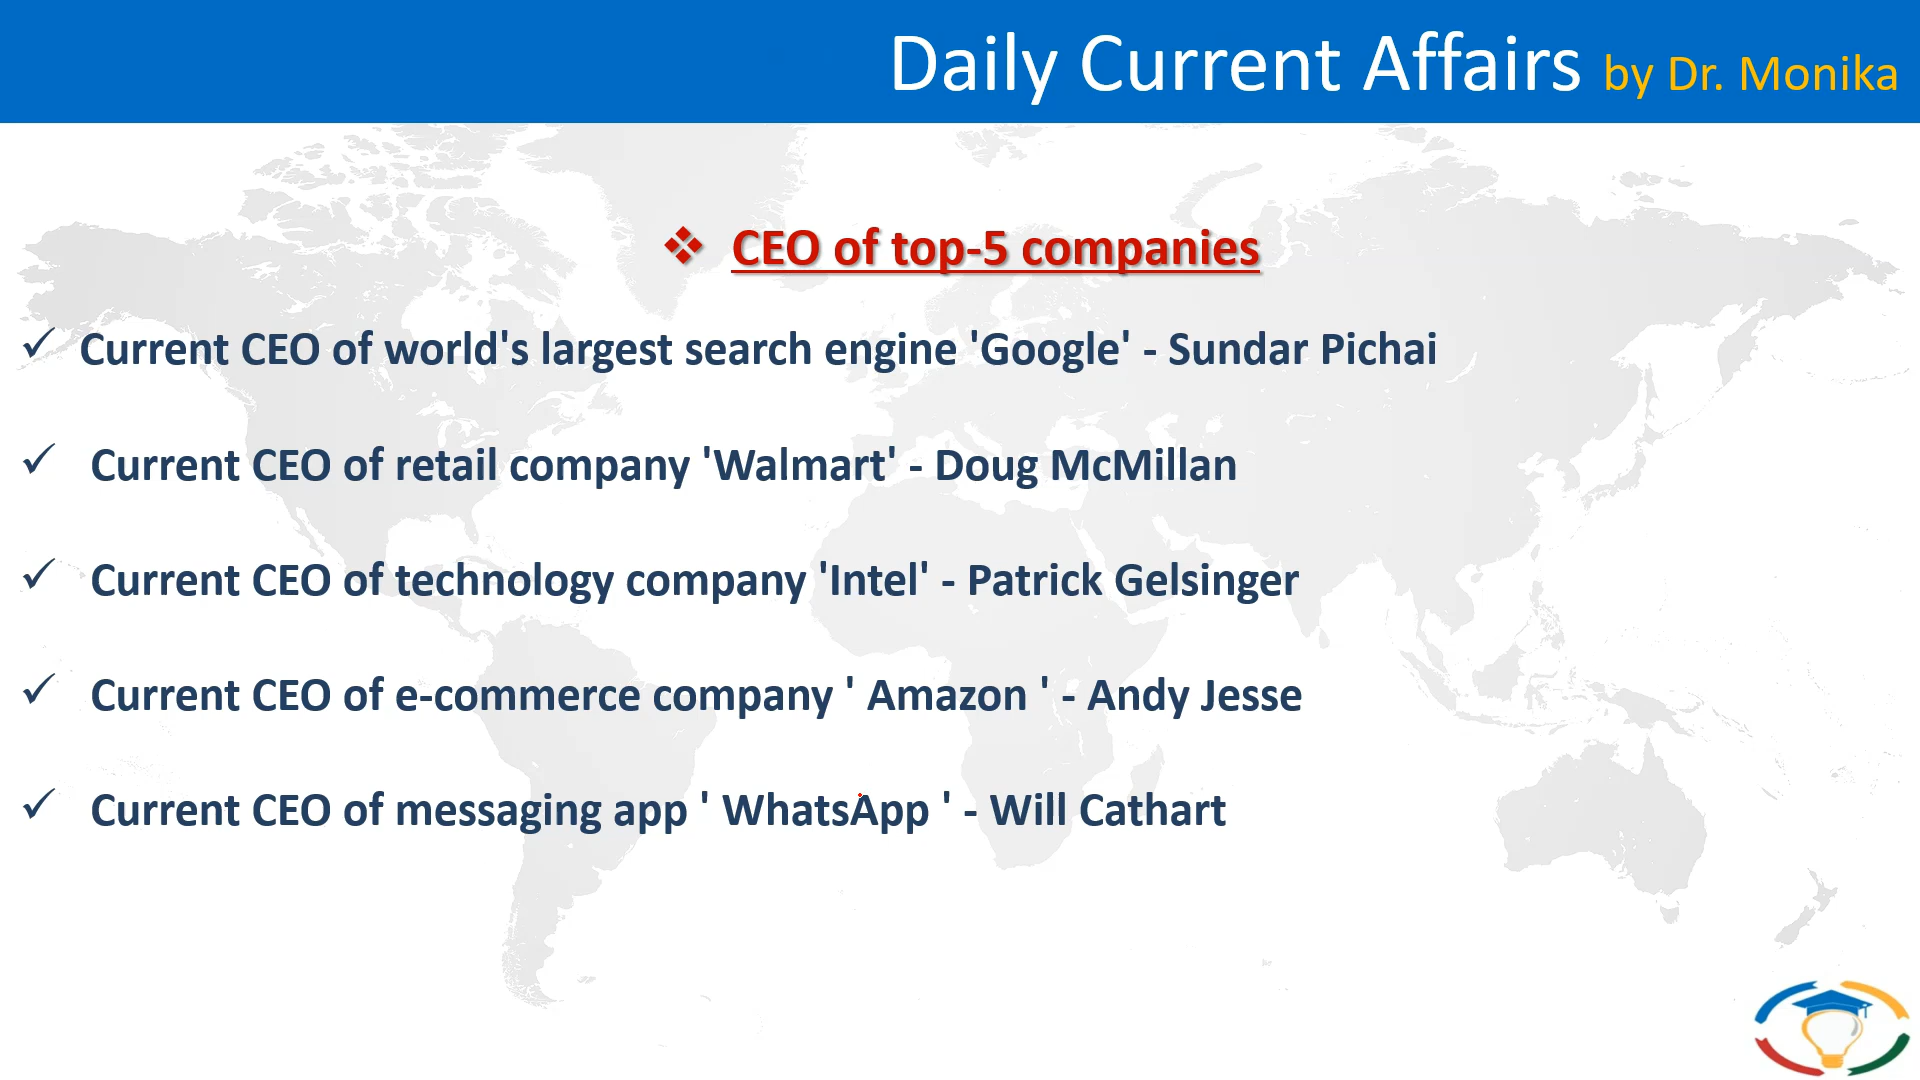 Daily Current Affairs by Dr. Monika
❖ CEO of top-5 companies
✓ Current CEO of world's largest search engine 'Google' - Sundar Pichai
✓ Current CEO of retail company 'Walmart' - Doug McMillan
✓ Current CEO of technology company 'Intel' - Patrick Gelsinger
✓ Current CEO of e-commerce company ' Amazon ' - Andy Jesse
✓ Current CEO of messaging app ' WhatsApp ' - Will Cathart